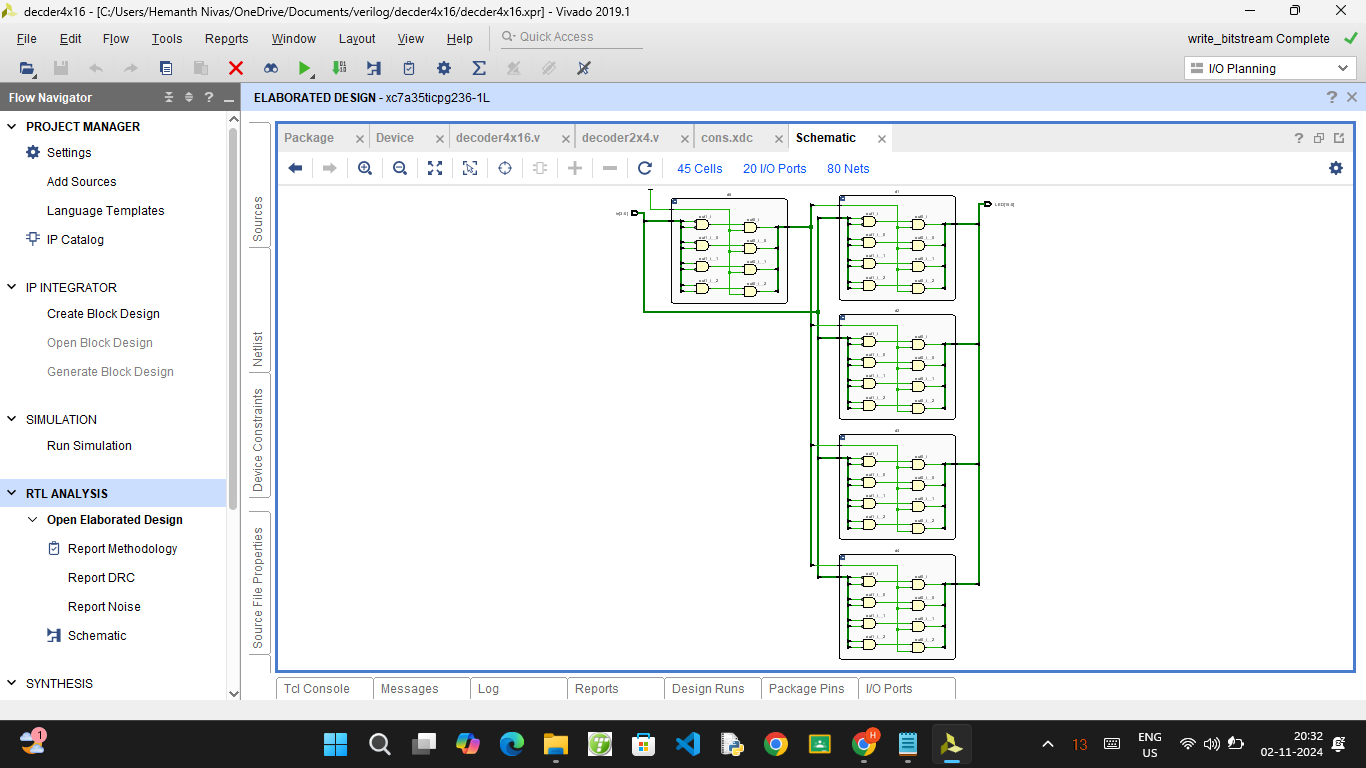 decder4x16 - [C:/Users/Hemanth Nivas/OneDrive/Documents/verilog/decder4x16/decder4x16.xpr] - Vivado 2019.1
File Edit Flow Tools Reports Window Layout View Help Quick Access write_bitstream Complete
I/O Planning
Flow Navigator
ELABORATED DESIGN - xc7a35ticpg236-1L
PROJECT MANAGER
Settings
Add Sources
Language Templates
IP Catalog
IP INTEGRATOR
Create Block Design
Open Block Design
Generate Block Design
SIMULATION
Run Simulation
RTL ANALYSIS
Open Elaborated Design
Report Methodology
Report DRC
Report Noise
Schematic
SYNTHESIS
Sources
Netlist
Device Constraints
Source File Properties
Package Device decoder4x16.v decoder2x4.v cons.xdc Schematic
45 Cells 20 I/O Ports 80 Nets
Tcl Console Messages Log Reports Design Runs Package Pins I/O Ports
1
H
13
ENG
US
20:32
02-11-2024